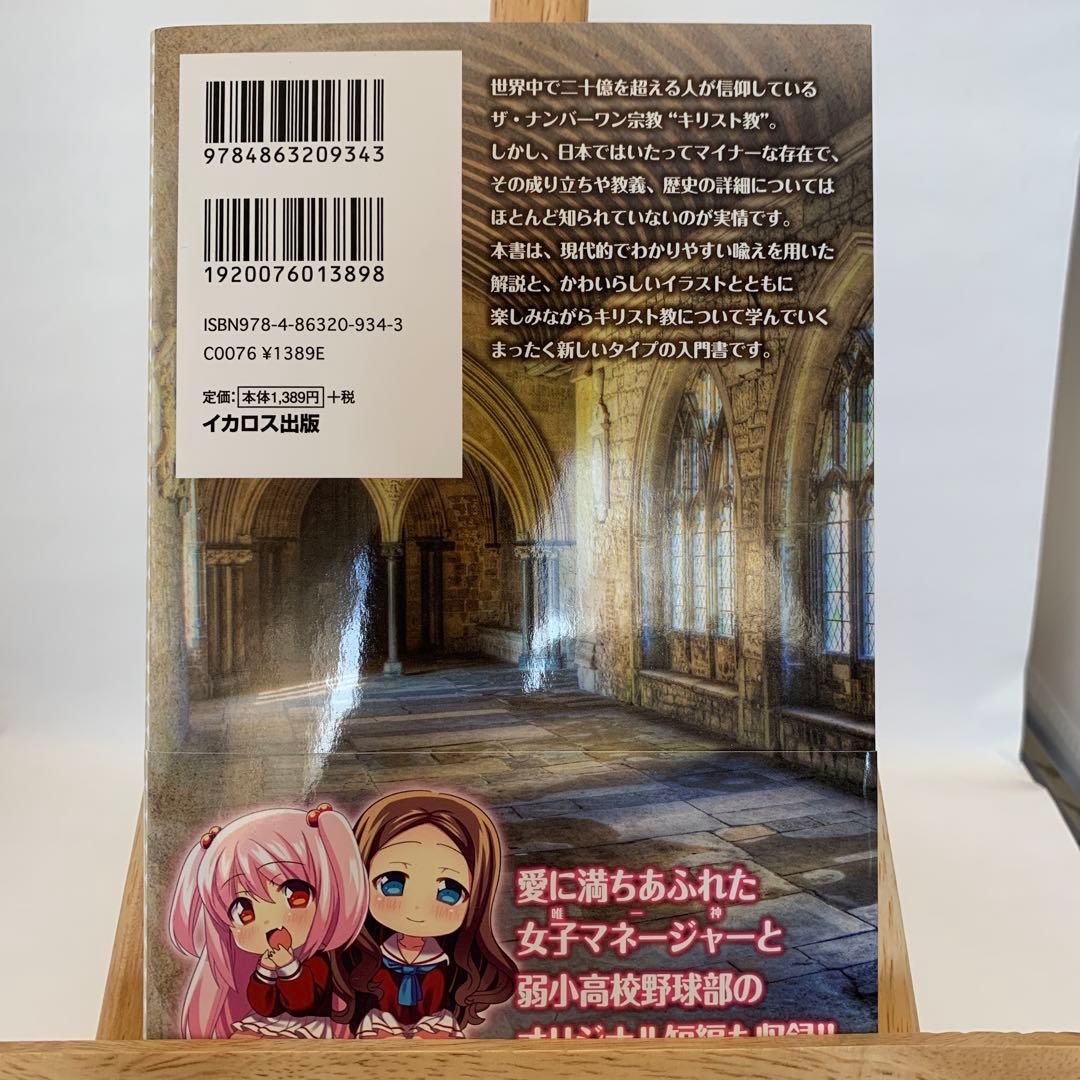 9784863209343
1920076013898
ISBN978-4-86320-934-3
C0076 ¥1389E
定価:本体1,389円+税
イカロス出版
世界中で二十億を超える人が信仰している
ザ・ナンバーワン宗教“キリスト教”。
しかし、日本ではいたってマイナーな存在で、
その成り立ちや教義、歴史の詳細については
ほとんど知られていないのが実情です。
本書は、現代的でわかりやすい喩えを用いた
解説と、かわいらしいイラストとともに
楽しみながらキリスト教について学んでいく
まったく新しいタイプの入門書です。
愛に満ちあふれた
唯一神
女子マネージャーと
弱小高校野球部の
オリジナル短編も収録!!